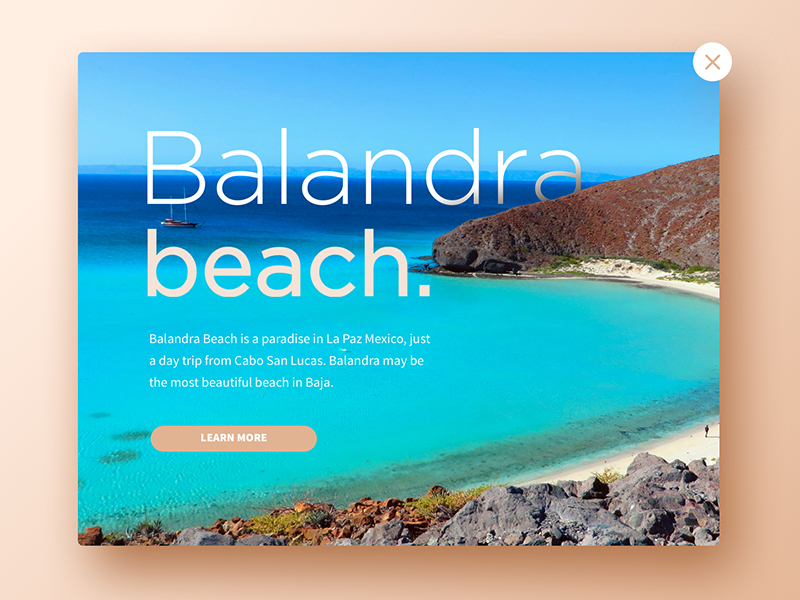 Balandra
beach.
Balandra Beach is a paradise in La Paz Mexico, just
a day trip from Cabo San Lucas. Balandra may be
the most beautiful beach in Baja.
LEARN MORE